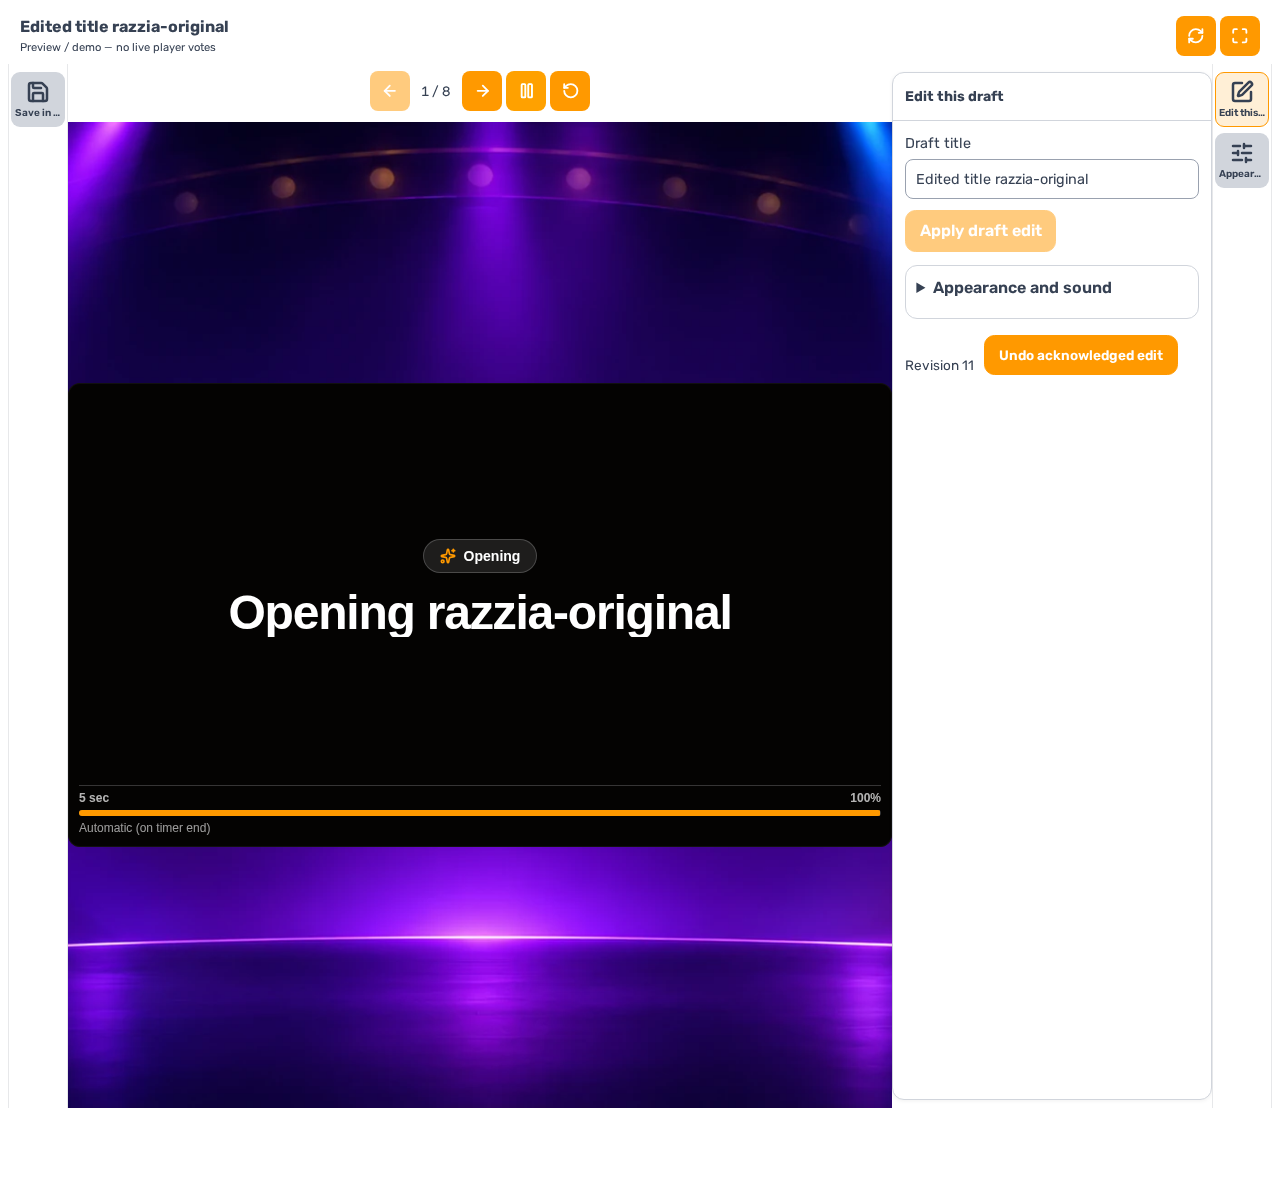 Edited title razzia-original
Preview / demo — no live player votes
Save in ...
1 / 8
Edit this draft
Draft title
Edited title razzia-original
Apply draft edit
Appearance and sound
Revision 11
Undo acknowledged edit
Edit this...
Appear...
Opening
Opening razzia-original
5 sec
100%
Automatic (on timer end)